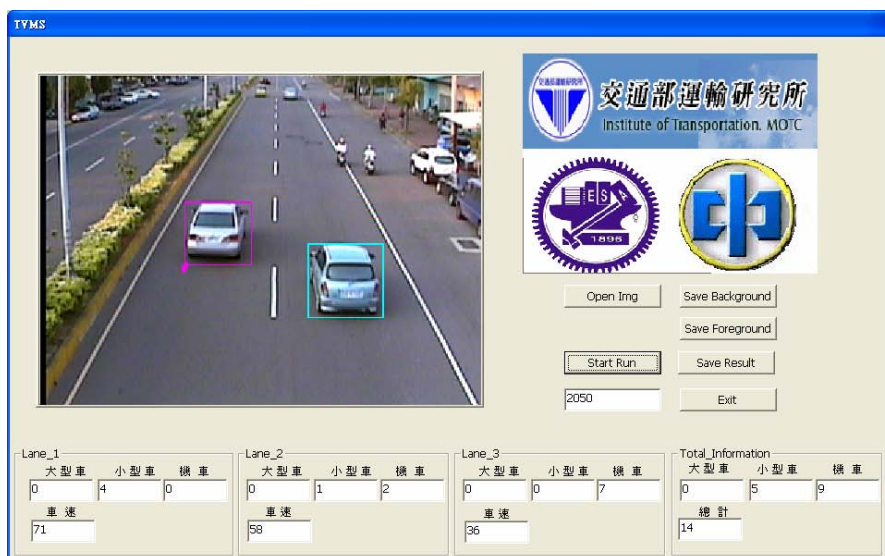 TVMS
交通部運輸研究所
Institute of Transportation. MOTC
E S A
1896
Open Img
Save Background
Save Foreground
Start Run
Save Result
2050
Exit
Lane_1
大型車 小型車 機車
0 4 0
車速
71
Lane_2
大型車 小型車 機車
0 1 2
車速
58
Lane_3
大型車 小型車 機車
0 0 7
車速
36
Total_Information
大型車 小型車 機車
0 5 9
總計
14